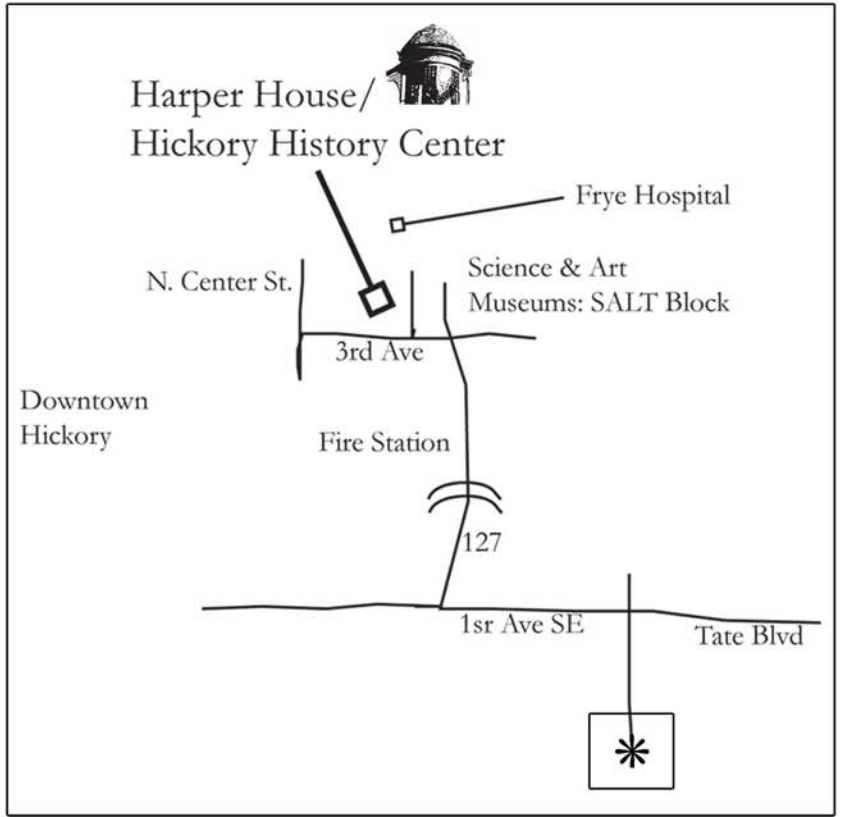 Harper House/
Hickory History Center
Frye Hospital
N. Center St.
Science & Art
Museums: SALT Block
3rd Ave
Downtown
Hickory
Fire Station
127
1sr Ave SE
Tate Blvd